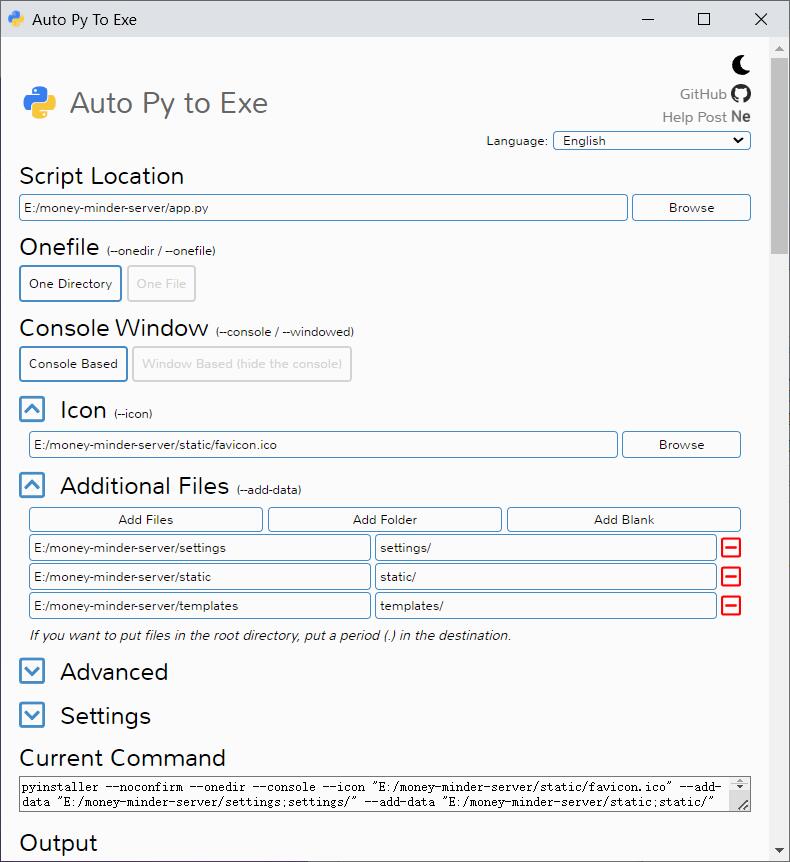 Auto Py To Exe
Auto Py to Exe
GitHub
Help Post Ne
Language: English
Script Location
E:/money-minder-server/app.py Browse
Onefile (--onedir / --onefile)
One Directory One File
Console Window (--console / --windowed)
Console Based Window Based (hide the console)
Icon (--icon)
E:/money-minder-server/static/favicon.ico Browse
Additional Files (--add-data)
Add Files Add Folder Add Blank
E:/money-minder-server/settings settings/
E:/money-minder-server/static static/
E:/money-minder-server/templates templates/
If you want to put files in the root directory, put a period (.) in the destination.
Advanced
Settings
Current Command
pyinstaller --noconfirm --onedir --console --icon "E:/money-minder-server/static/favicon.ico" --add-
data "E:/money-minder-server/settings;settings/" --add-data "E:/money-minder-server/static;static/"
Output